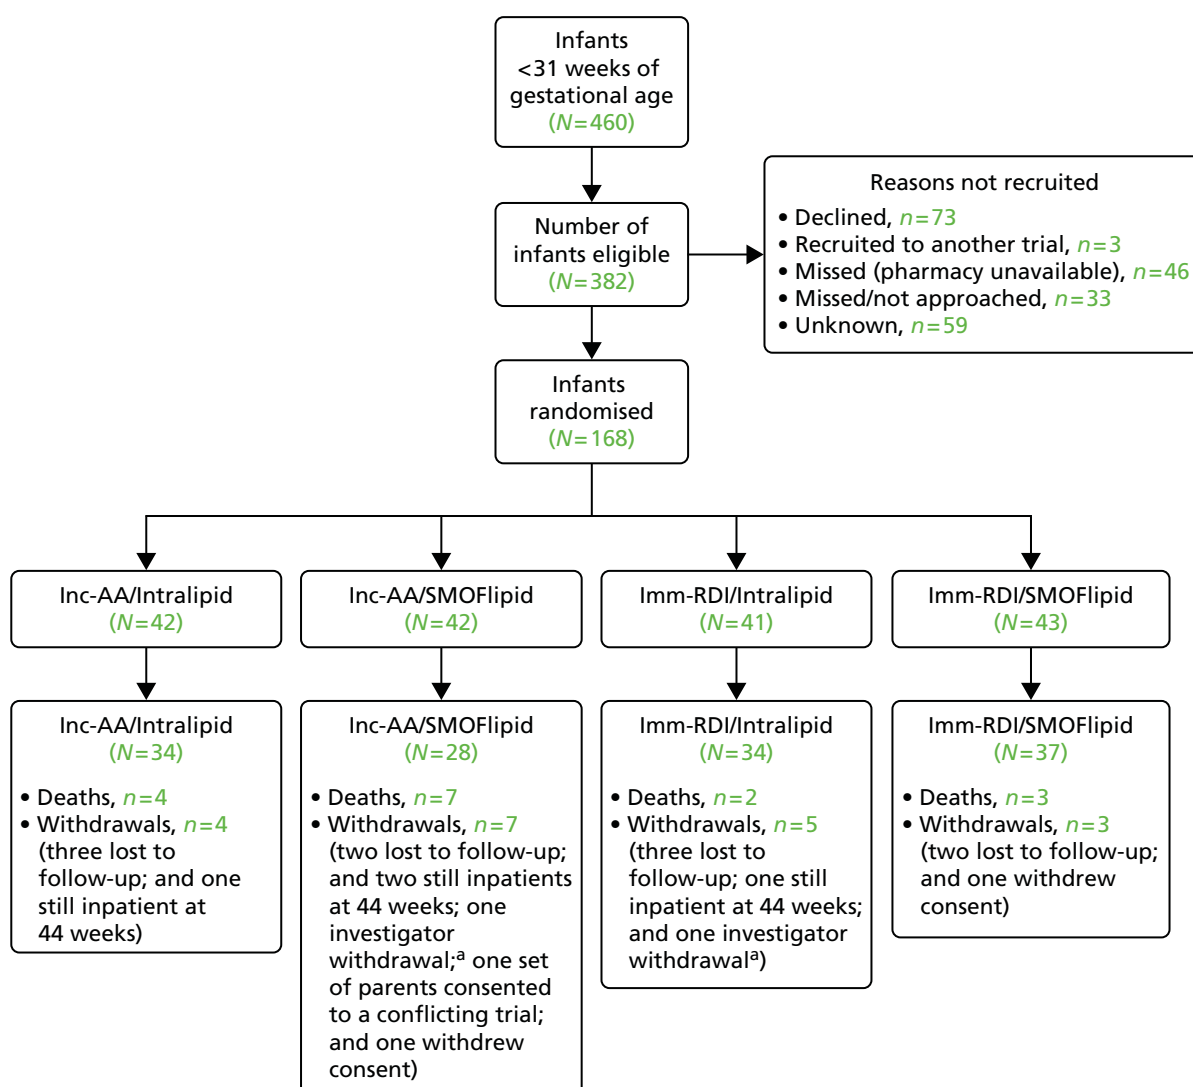 Infants
<31 weeks of
gestational age
(N=460)
Number of
infants eligible
(N=382)
Reasons not recruited
• Declined, n=73
• Recruited to another trial, n=3
• Missed (pharmacy unavailable), n=46
• Missed/not approached, n=33
• Unknown, n=59
Infants
randomised
(N=168)
Inc-AA/Intralipid
(N=42)
Inc-AA/SMOFlipid
(N=42)
Imm-RDI/Intralipid
(N=41)
Imm-RDI/SMOFlipid
(N=43)
Inc-AA/Intralipid
(N=34)
• Deaths, n=4
• Withdrawals, n=4
(three lost to
follow-up; and one
still inpatient at
44 weeks)
Inc-AA/SMOFlipid
(N=28)
• Deaths, n=7
• Withdrawals, n=7
(two lost to follow-up;
and two still inpatients
at 44 weeks; one
investigator
withdrawal;ᵃ one set
of parents consented
to a conflicting trial;
and one withdrew
consent)
Imm-RDI/Intralipid
(N=34)
• Deaths, n=2
• Withdrawals, n=5
(three lost to
follow-up; one still
inpatient at 44 weeks;
and one investigator
withdrawalᵃ)
Imm-RDI/SMOFlipid
(N=37)
• Deaths, n=3
• Withdrawals, n=3
(two lost to follow-up;
and one withdrew
consent)